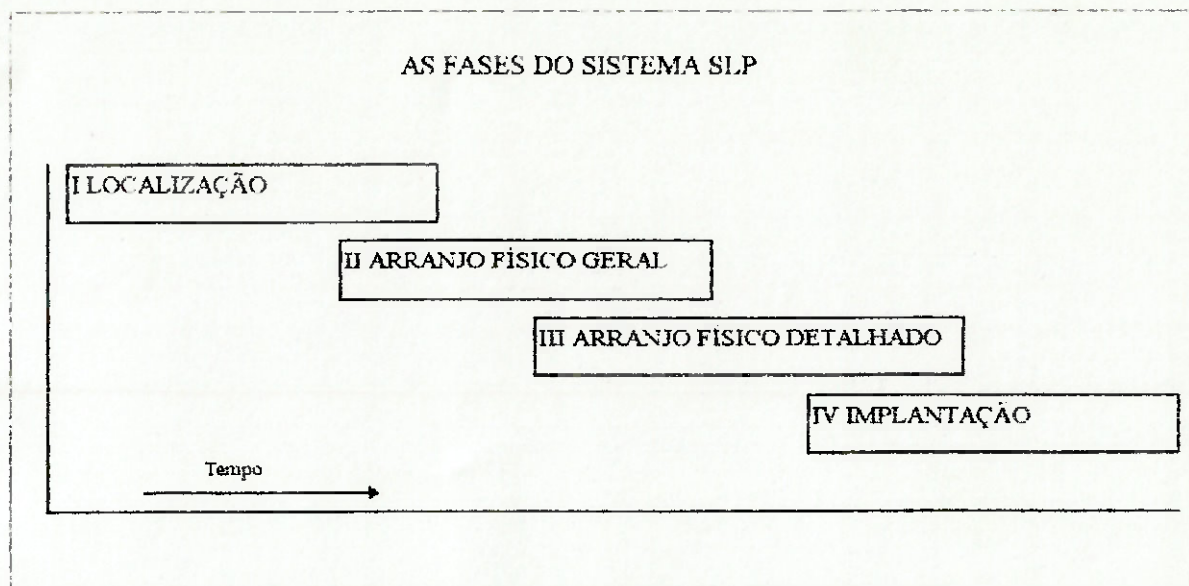 AS FASES DO SISTEMA SLP
I LOCALIZAÇÃO
II ARRANJO FÍSICO GERAL
III ARRANJO FÍSICO DETALHADO
IV IMPLANTAÇÃO
Tempo